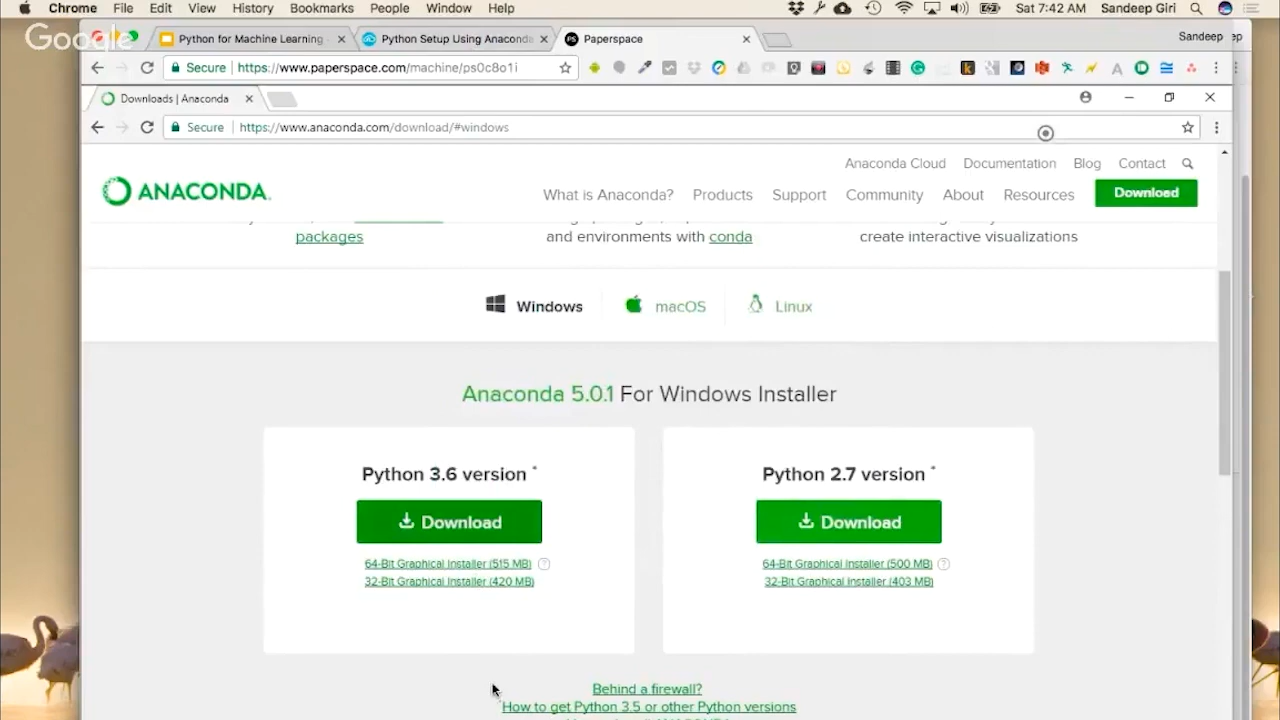 Chrome File Edit View History Bookmarks People Window Help Sat 7:42 AM Sandeep Giri
Google
Python for Machine Learning Python Setup Using Anaconda Paperspace Sandeep
Secure https://www.paperspace.com/machine/ps0c8o1i
Downloads | Anaconda
Secure https://www.anaconda.com/download/#windows
Anaconda Cloud Documentation Blog Contact
ANACONDA.
What is Anaconda? Products Support Community About Resources Download
packages and environments with conda create interactive visualizations
Windows macOS Linux
Anaconda 5.0.1 For Windows Installer
Python 3.6 version *
Download
64-Bit Graphical Installer (515 MB) ?
32-Bit Graphical Installer (420 MB)
Python 2.7 version *
Download
64-Bit Graphical Installer (500 MB) ?
32-Bit Graphical Installer (403 MB)
Behind a firewall?
How to get Python 3.5 or other Python versions